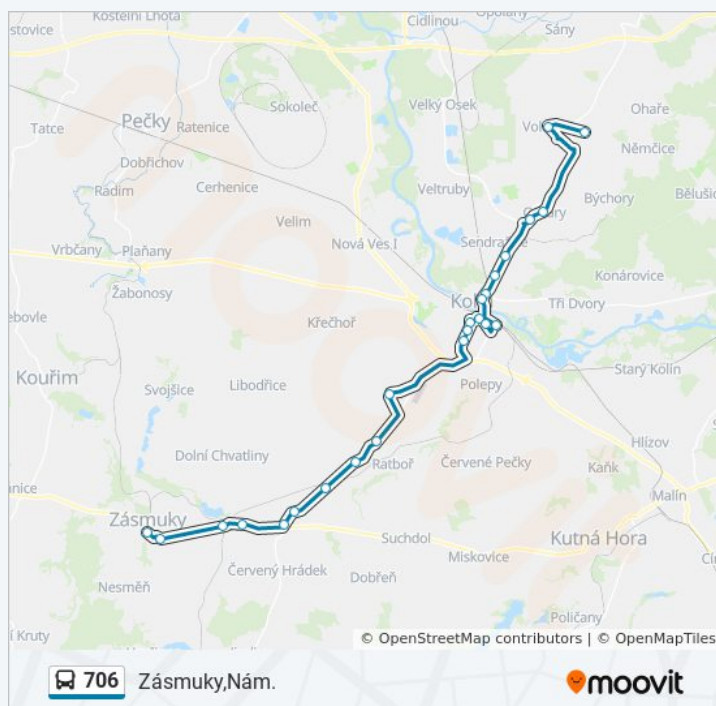 Kostelní Lhota
Cidlinou
Opolany
stovice
Sány
Sokoleč
Velký Osek
Pečky
Tatce
Ratenice
Ohaře
Dobřichov
Němčice
Radim
Cerhenice
Veltruby
Bělušic
Býchory
Velim
Nová Ves I
Sendražice
Vrbčany
Plaňany
Konárovice
Žabonosy
Tři Dvory
ebovle
Křečhoř
Starý Kolín
Kouřim
Polepy
Svojšice
Libodřice
Hlízov
Dolní Chvatliny
Ratboř
Červené Pečky
Kaňk
anice
Malín
Zásmuky
Suchdol
Kutná Hora
Miskovice
Červený Hrádek
Dobřeň
Nesměň
Poličany
í Kruty
© OpenStreetMap contributors | © OpenMapTiles
706 Zásmuky,Nám.
moovit